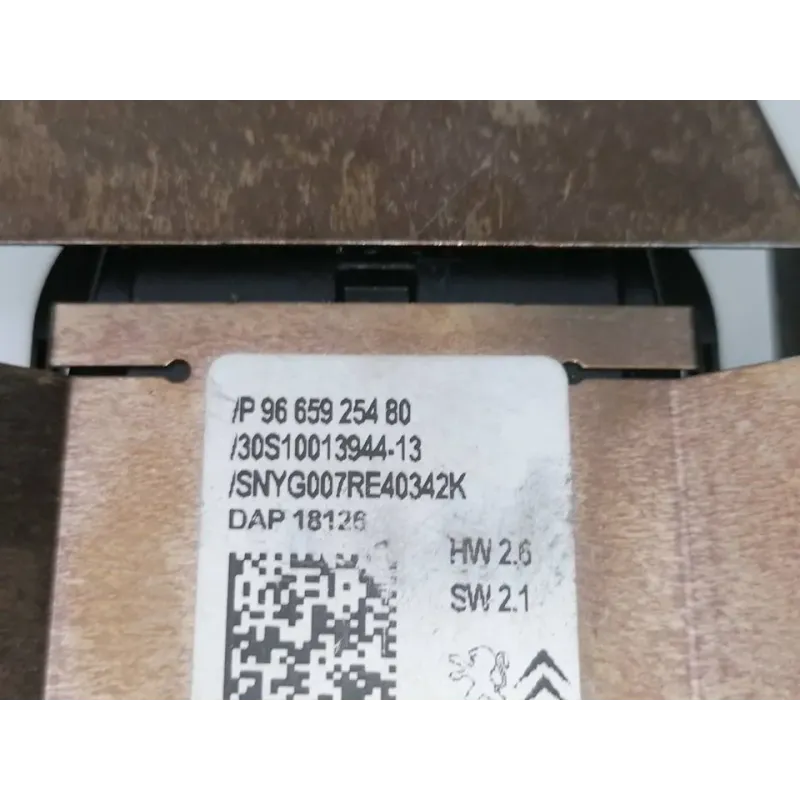 /P 96 659 254 80
/30S10013944-13
/SNYG007RE40342K
DAP 18126
HW 2.6
SW 2.1